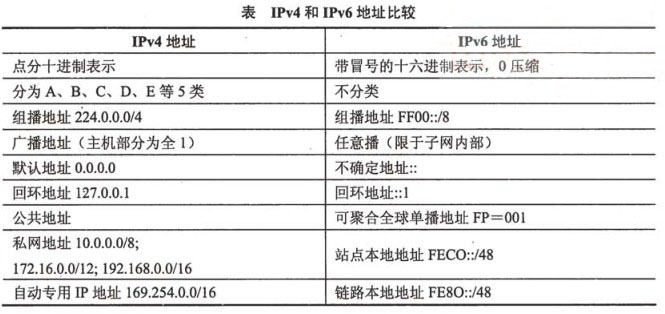 表 IPv4 和 IPv6 地址比较
IPv4 地址 IPv6 地址
点分十进制表示 带冒号的十六进制表示，0 压缩
分为 A、B、C、D、E 等 5 类 不分类
组播地址 224.0.0.0/4 组播地址 FF00::/8
广播地址（主机部分为全 1） 任意播（限于子网内部）
默认地址 0.0.0.0 不确定地址::
回环地址 127.0.0.1 回环地址::1
公共地址 可聚合全球单播地址 FP＝001
私网地址 10.0.0.0/8;
172.16.0.0/12; 192.168.0.0/16 站点本地地址 FECO::/48
自动专用 IP 地址 169.254.0.0/16 链路本地地址 FE8O::/48